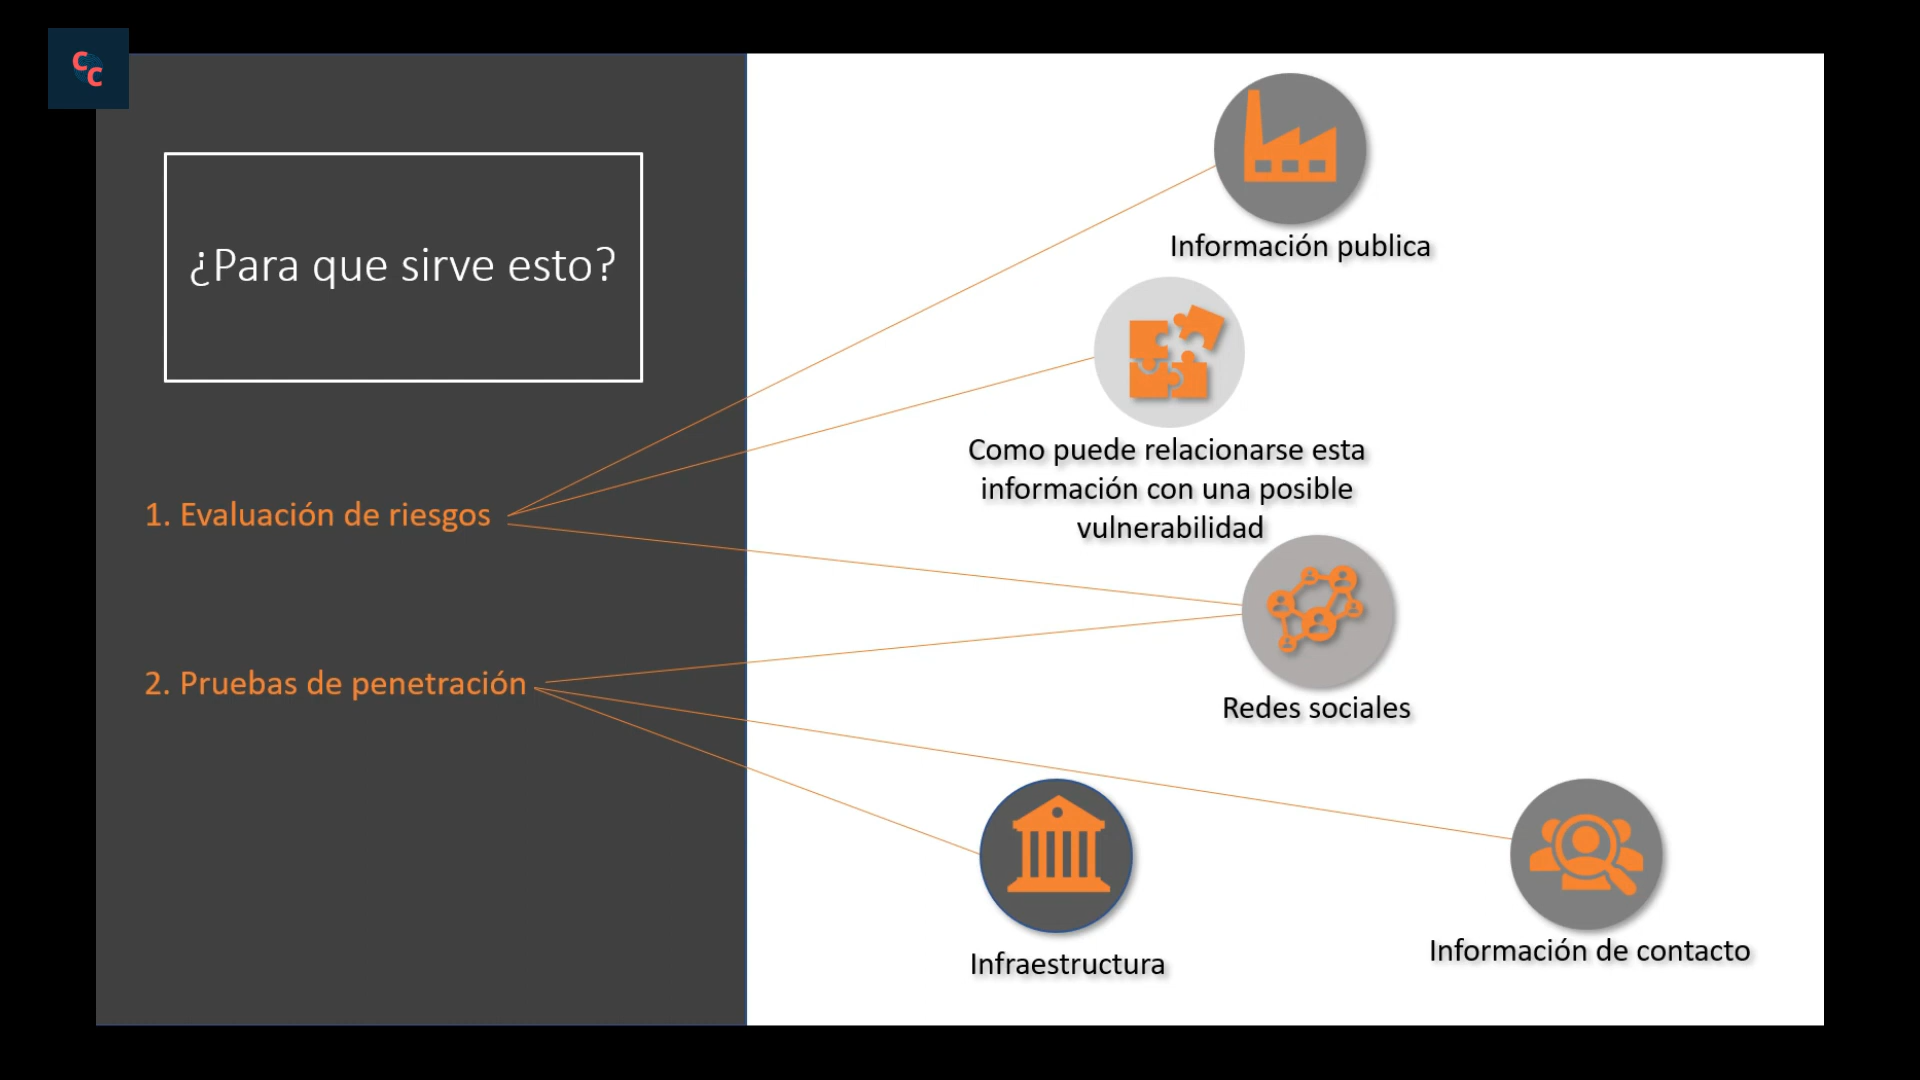 C
C
¿Para que sirve esto?
1. Evaluación de riesgos
2. Pruebas de penetración
Información publica
Como puede relacionarse esta
información con una posible
vulnerabilidad
Redes sociales
Infraestructura
Información de contacto